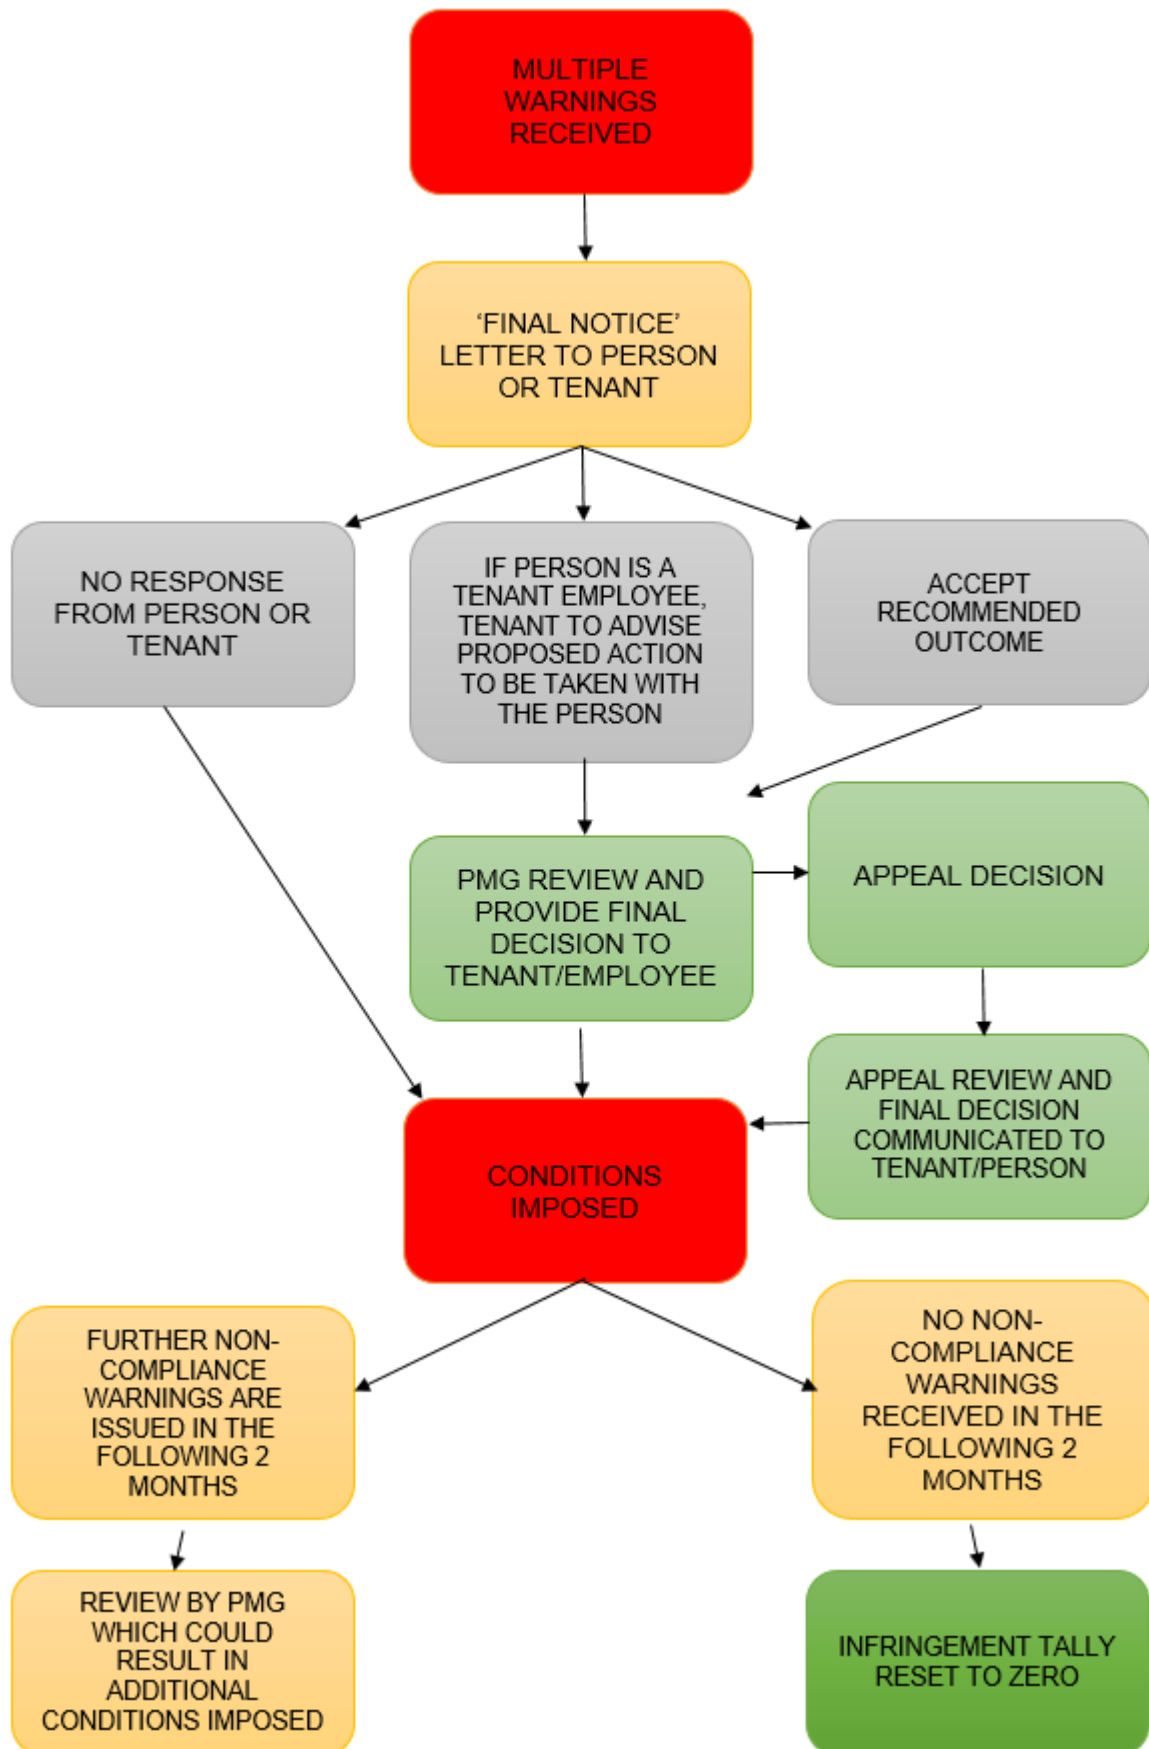 MULTIPLE
WARNINGS
RECEIVED
‘FINAL NOTICE’
LETTER TO PERSON
OR TENANT
NO RESPONSE
FROM PERSON OR
TENANT
IF PERSON IS A
TENANT EMPLOYEE,
TENANT TO ADVISE
PROPOSED ACTION
TO BE TAKEN WITH
THE PERSON
ACCEPT
RECOMMENDED
OUTCOME
PMG REVIEW AND
PROVIDE FINAL
DECISION TO
TENANT/EMPLOYEE
APPEAL DECISION
APPEAL REVIEW AND
FINAL DECISION
COMMUNICATED TO
TENANT/PERSON
CONDITIONS
IMPOSED
FURTHER NON-
COMPLIANCE
WARNINGS ARE
ISSUED IN THE
FOLLOWING 2
MONTHS
NO NON-
COMPLIANCE
WARNINGS
RECEIVED IN THE
FOLLOWING 2
MONTHS
REVIEW BY PMG
WHICH COULD
RESULT IN
ADDITIONAL
CONDITIONS IMPOSED
INFRINGEMENT TALLY
RESET TO ZERO